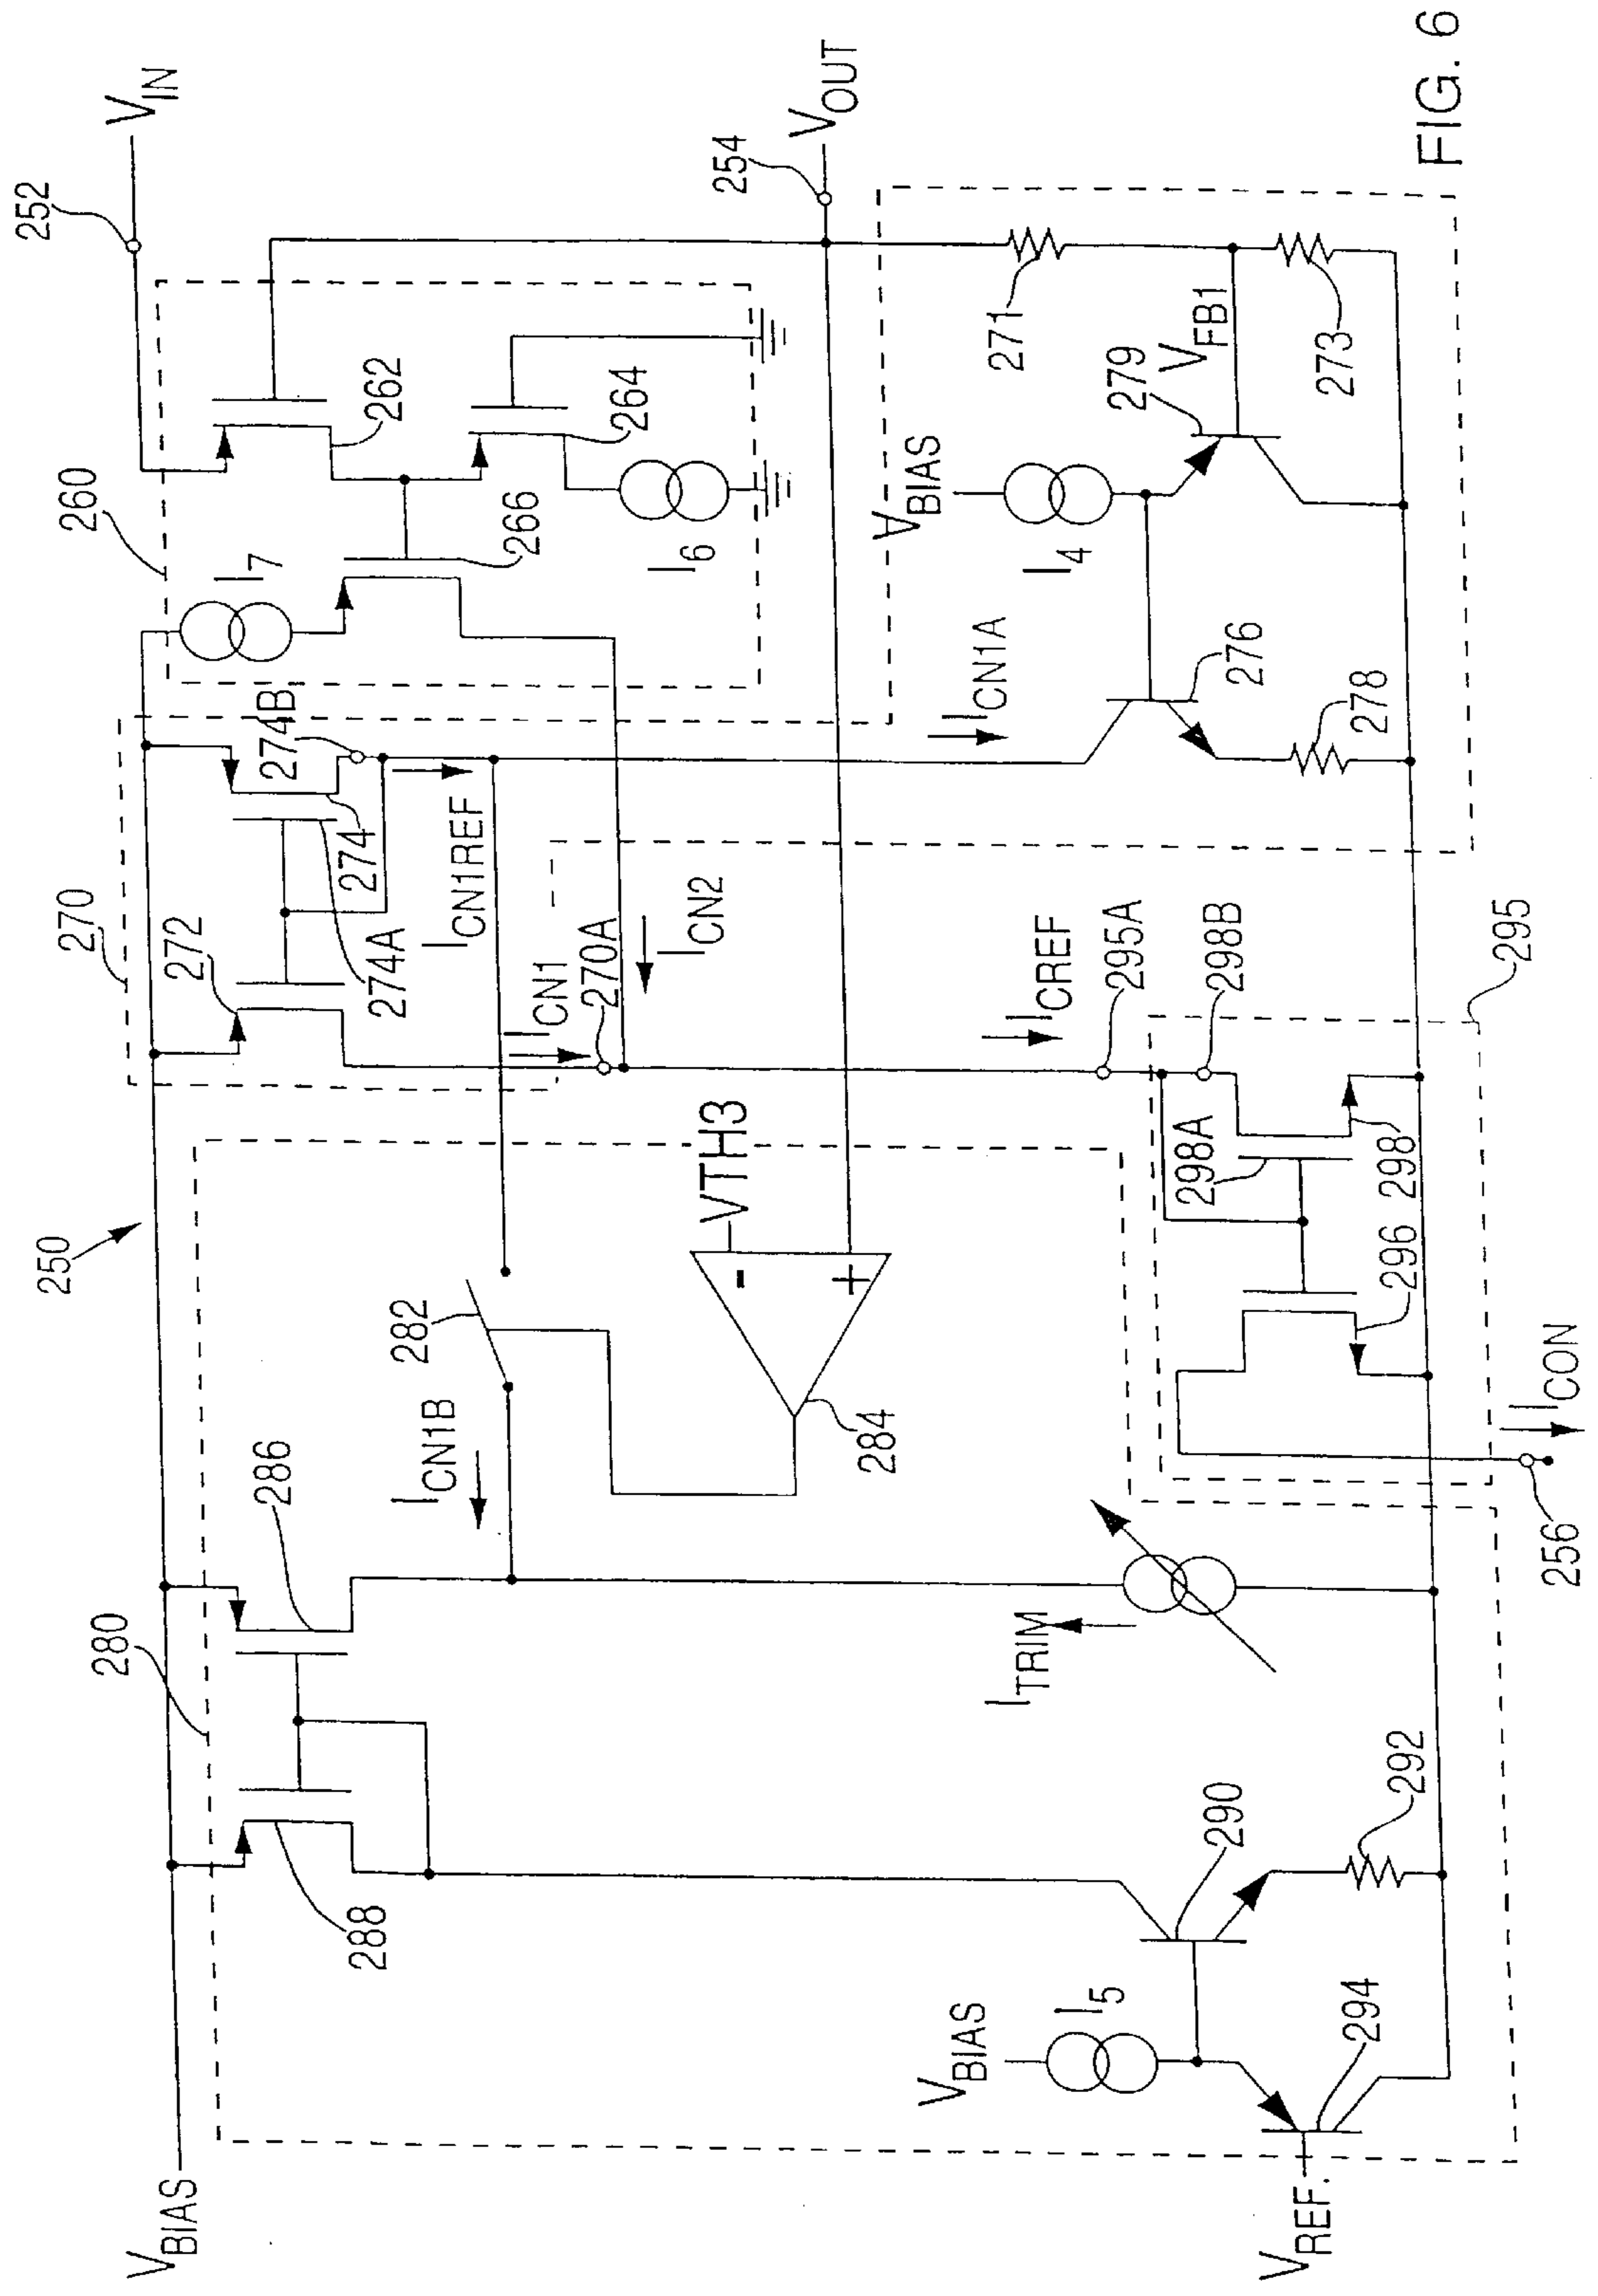 V_IN
252
V_OUT
254
FIG. 6
260
262
264
266
I_7
I_6
271
279
V_FB1
273
V_BIAS
I_4
I_CN1A
276
278
270
272
274B
274
274A
I_CN1REF
I_CN1
270A
I_CN2
I_CREF
295A
298B
295
298A
298
296
250
VTH3
-
+
282
284
I_CN1B
286
I_CON
256
280
I_TRIM
288
290
292
V_BIAS
I_5
294
V_BIAS
V_REF.